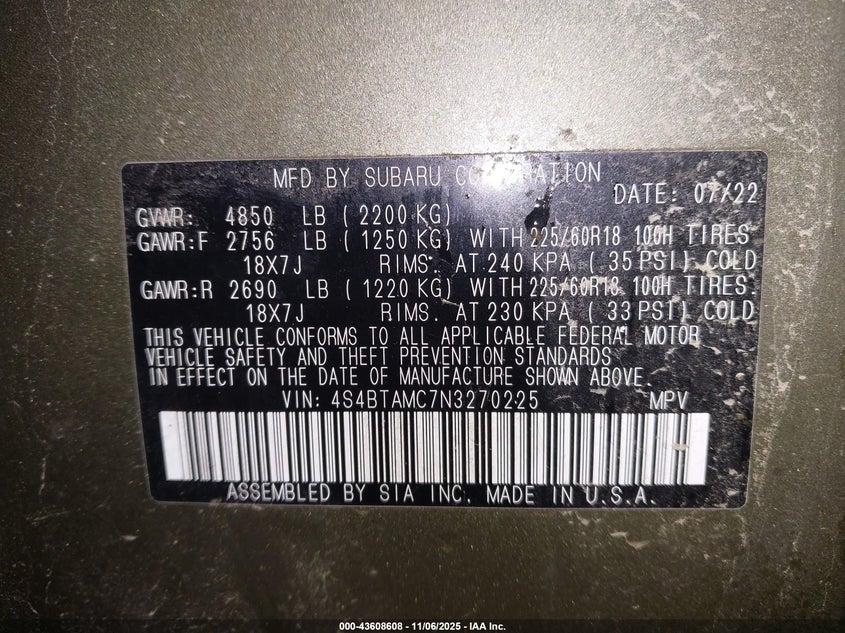 MFD BY SUBARU CORPORATION
DATE: 07/22
GVWR: 4850 LB ( 2200 KG)
GAWR:F 2756 LB ( 1250 KG) WITH 225/60R18 100H TIRES
18X7J RIMS. AT 240 KPA ( 35 PSI) COLD
GAWR:R 2690 LB ( 1220 KG) WITH 225/60R18 100H TIRES.
18X7J RIMS. AT 230 KPA ( 33 PSI) COLD
THIS VEHICLE CONFORMS TO ALL APPLICABLE FEDERAL MOTOR
VEHICLE SAFETY AND THEFT PREVENTION STANDARDS
IN EFFECT ON THE DATE OF MANUFACTURE SHOWN ABOVE.
VIN: 4S4BTAMC7N3270225 MPV
ASSEMBLED BY SIA INC. MADE IN U.S.A.
000-43608608 - 11/06/2025 - IAA Inc.